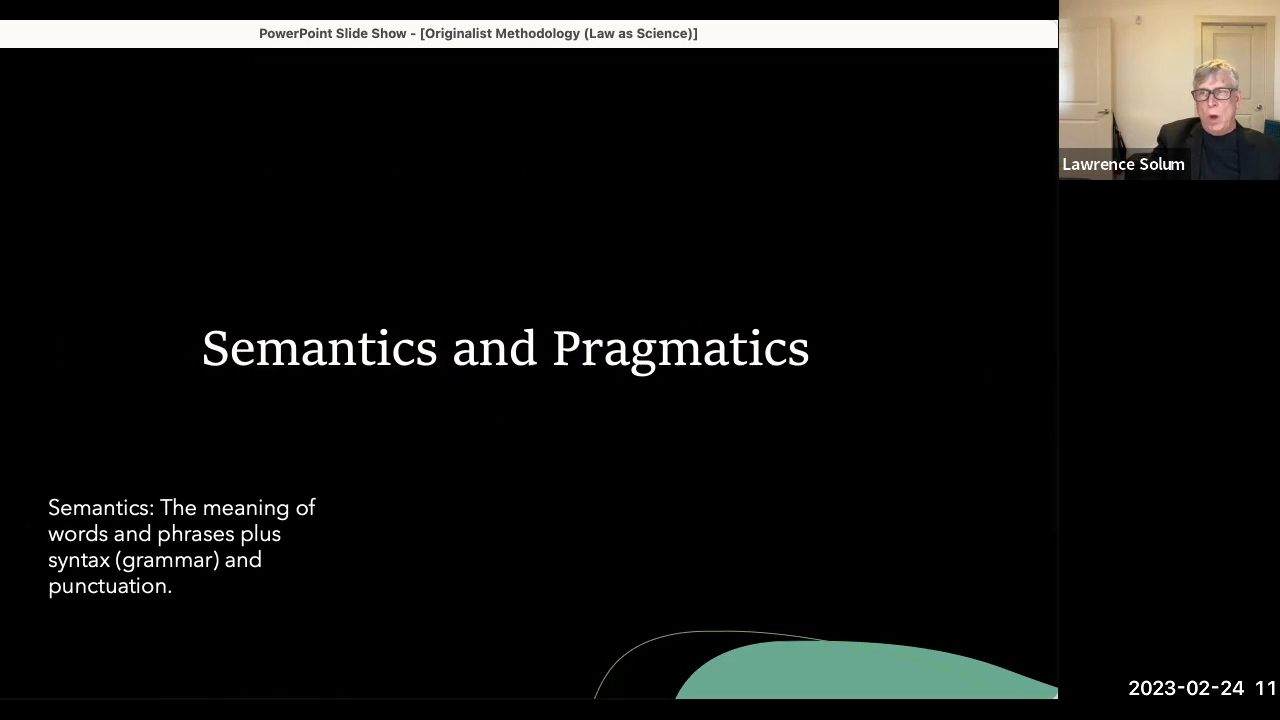 PowerPoint Slide Show - [Originalist Methodology (Law as Science)]
Lawrence Solum
Semantics and Pragmatics
Semantics: The meaning of
words and phrases plus
syntax (grammar) and
punctuation.
2023-02-24 11